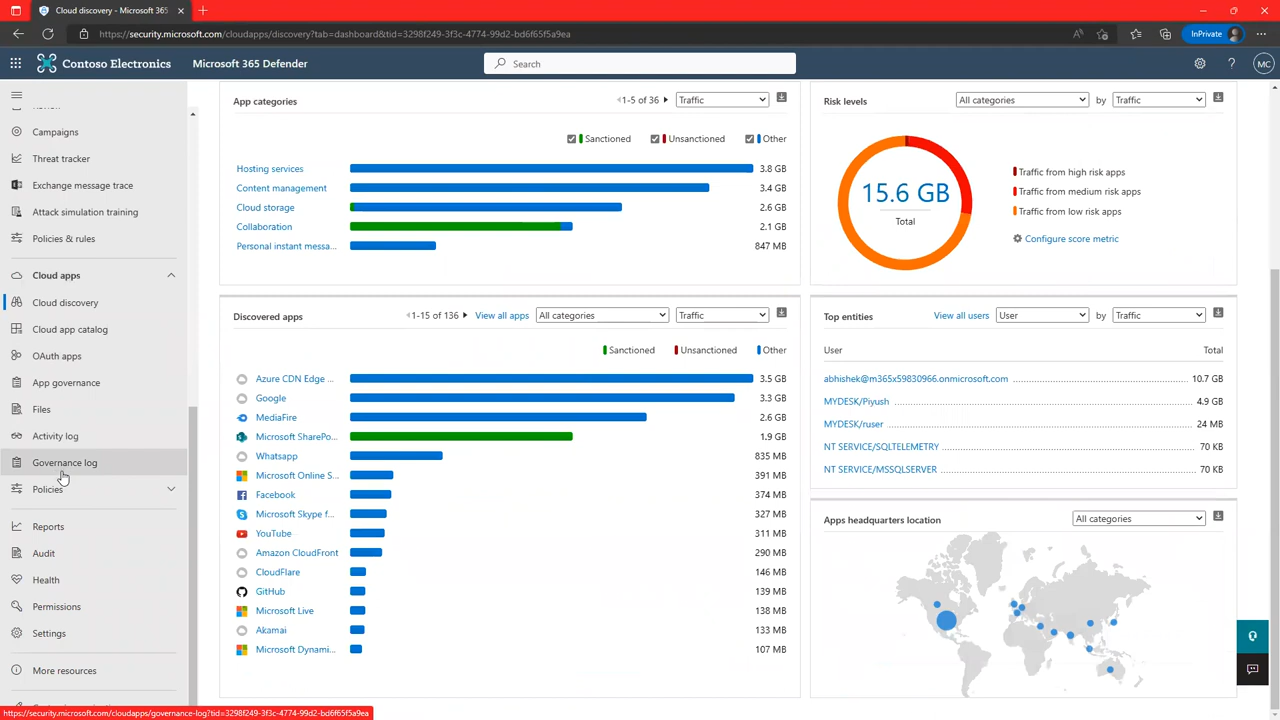 Cloud discovery - Microsoft 365
https://security.microsoft.com/cloudapps/discovery?tab=dashboard&tid=3298f249-3f3c-4774-99d2-bd6f65f5a9ea
InPrivate
Contoso Electronics
Microsoft 365 Defender
Search
MC
Campaigns
Threat tracker
Exchange message trace
Attack simulation training
Policies & rules
Cloud apps
Cloud discovery
Cloud app catalog
OAuth apps
App governance
Files
Activity log
Governance log
Policies
Reports
Audit
Health
Permissions
Settings
More resources
App categories
1-5 of 36
Traffic
Sanctioned
Unsanctioned
Other
Hosting services 3.8 GB
Content management 3.4 GB
Cloud storage 2.6 GB
Collaboration 2.1 GB
Personal instant messa... 847 MB
Risk levels
All categories
by
Traffic
15.6 GB
Total
Traffic from high risk apps
Traffic from medium risk apps
Traffic from low risk apps
Configure score metric
Discovered apps
1-15 of 136
View all apps
All categories
Traffic
Sanctioned
Unsanctioned
Other
Azure CDN Edge ... 3.5 GB
Google 3.3 GB
MediaFire 2.6 GB
Microsoft SharePo... 1.9 GB
Whatsapp 835 MB
Microsoft Online S... 391 MB
Facebook 374 MB
Microsoft Skype f... 327 MB
YouTube 311 MB
Amazon CloudFront 290 MB
CloudFlare 146 MB
GitHub 139 MB
Microsoft Live 138 MB
Akamai 133 MB
Microsoft Dynami... 107 MB
Top entities
View all users
User
by
Traffic
User Total
abhishek@m365x59830966.onmicrosoft.com 10.7 GB
MYDESK/Piyush 4.9 GB
MYDESK/ruser 24 MB
NT SERVICE/SQLTELEMETRY 70 KB
NT SERVICE/MSSQLSERVER 70 KB
Apps headquarters location
All categories
https://security.microsoft.com/cloudapps/governance-log?tid=3298f249-3f3c-4774-99d2-bd6f65f5a9ea